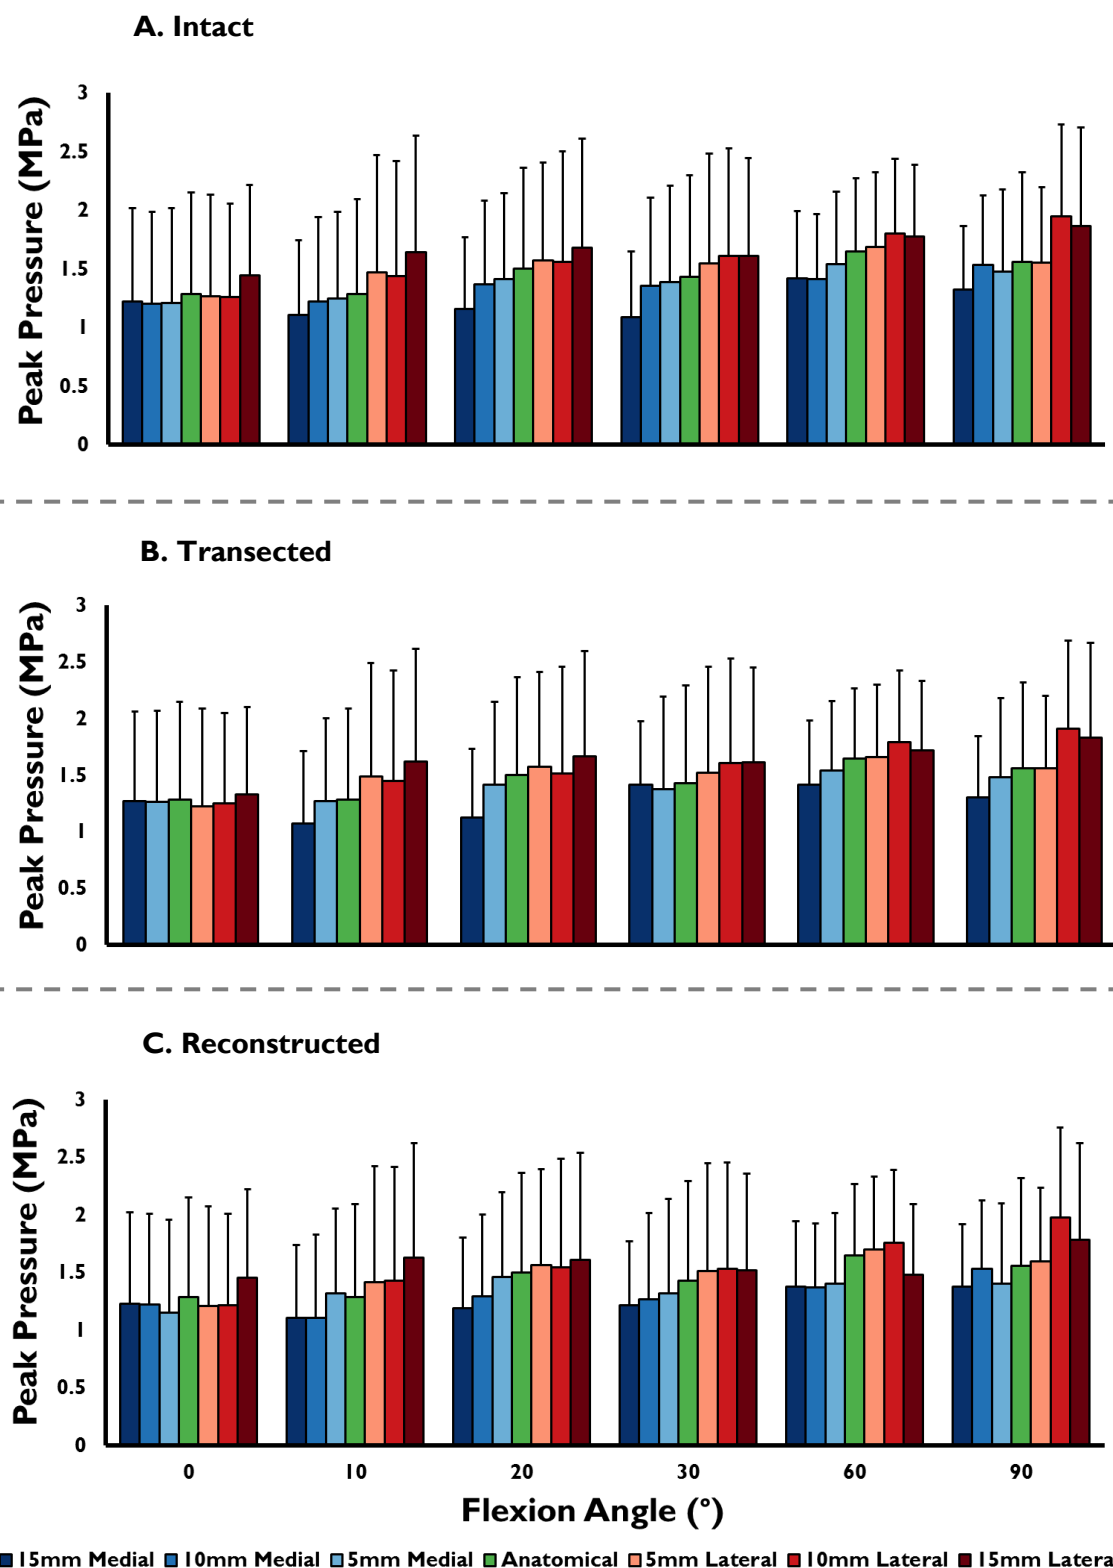 A. Intact
Peak Pressure (MPa)
3
2.5
2
1.5
1
0.5
0
B. Transected
Peak Pressure (MPa)
3
2.5
2
1.5
1
0.5
0
C. Reconstructed
Peak Pressure (MPa)
3
2.5
2
1.5
1
0.5
0
0 10 20 30 60 90
Flexion Angle (°)
15mm Medial 10mm Medial 5mm Medial Anatomical 5mm Lateral 10mm Lateral 15mm Lateral